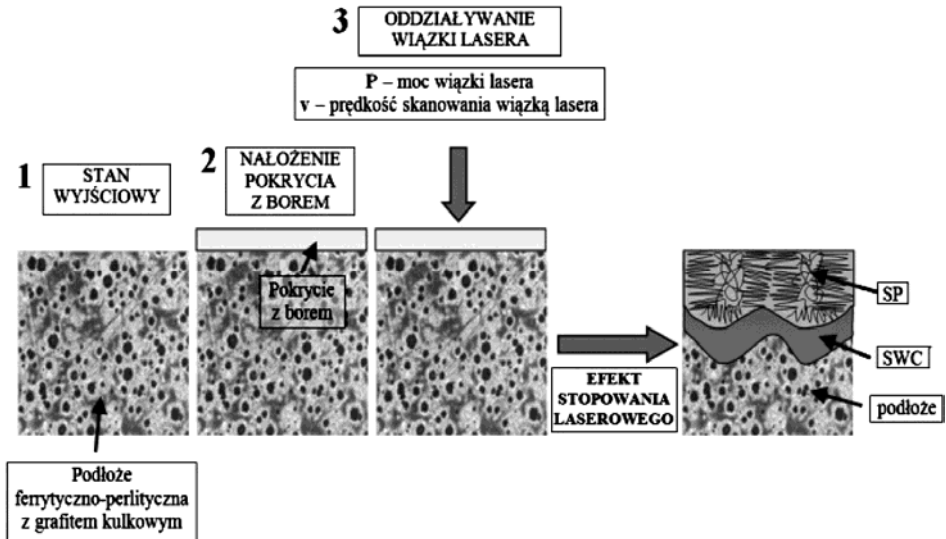 3
ODDZIAŁYWANIE
WIĄZKI LASERA
P – moc wiązki lasera
v – prędkość skanowania wiązką lasera
1
STAN
WYJŚCIOWY
2
NAŁOŻENIE
POKRYCIA
Z BOREM
Pokrycie
z borem
SP
SWC
podłoże
EFEKT
STOPOWANIA
LASEROWEGO
Podłoże
ferrytyczno-perlityczna
z grafitem kulkowym